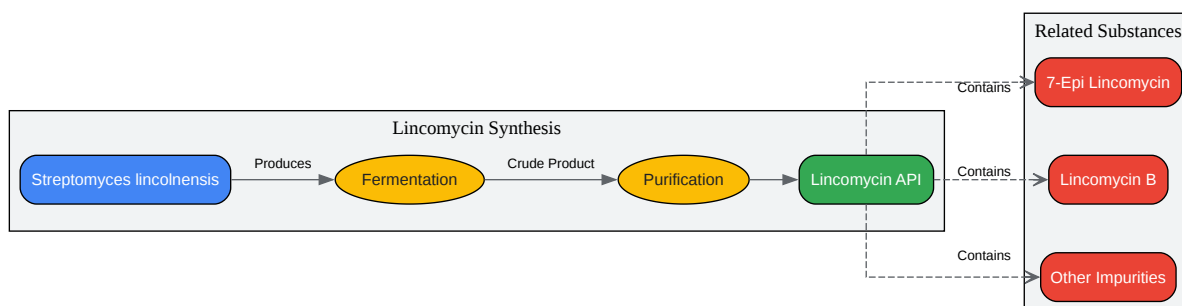 Related Substances
7-Epi Lincomycin
Contains
Lincomycin Synthesis
Streptomyces lincolnensis
Produces
Fermentation
Crude Product
Purification
Lincomycin API
Contains
Lincomycin B
Contains
Other Impurities